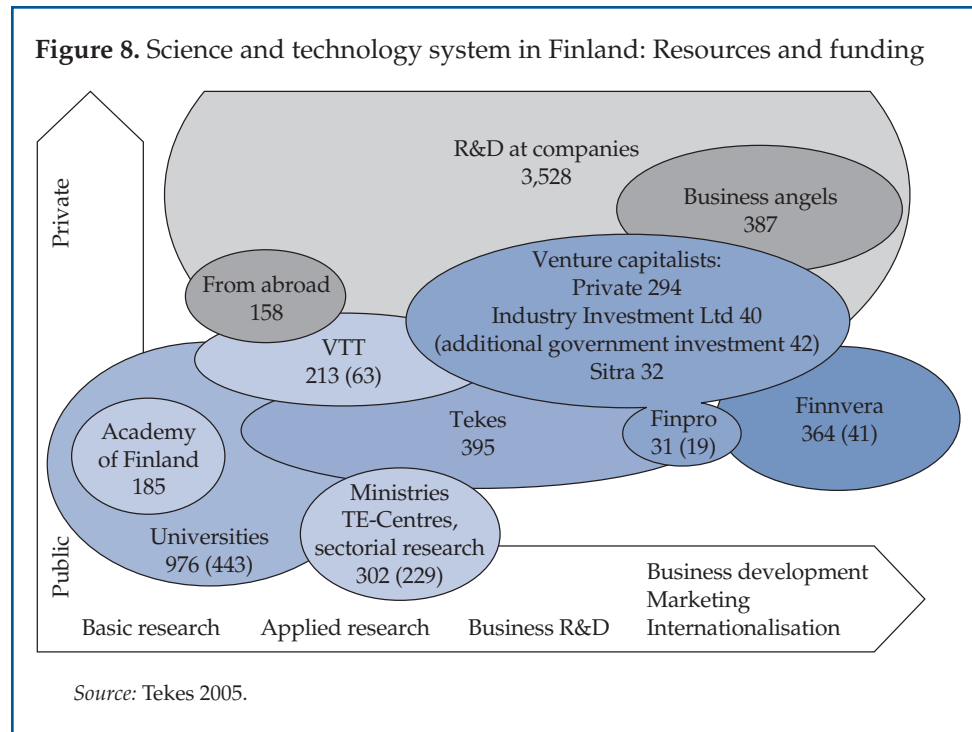 Figure 8. Science and technology system in Finland: Resources and funding
Private
Public
R&D at companies
3,528
Business angels
387
From abroad
158
Venture capitalists:
Private 294
Industry Investment Ltd 40
(additional government investment 42)
Sitra 32
VTT
213 (63)
Tekes
395
Finpro
31 (19)
Finnvera
364 (41)
Academy
of Finland
185
Universities
976 (443)
Ministries
TE-Centres,
sectorial research
302 (229)
Basic research
Applied research
Business R&D
Business development
Marketing
Internationalisation
Source: Tekes 2005.